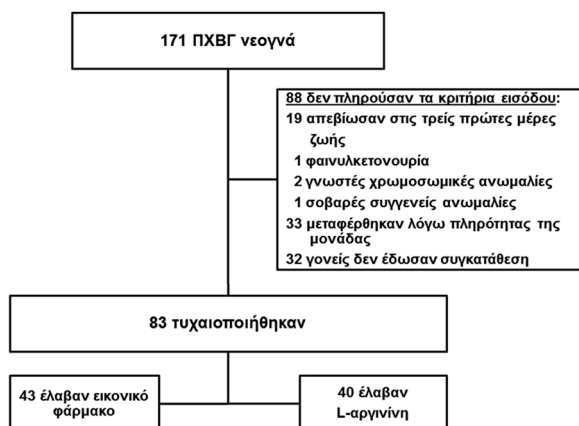 171 ΠΧΒΓ νεογνά
88 δεν πληρούσαν τα κριτήρια εισόδου:
19 απεβίωσαν στις τρείς πρώτες μέρες
ζωής
1 φαινυλκετονουρία
2 γνωστές χρωμοσωμικές ανωμαλίες
1 σοβαρές συγγενείς ανωμαλίες
33 μεταφέρθηκαν λόγω πληρότητας της
μονάδας
32 γονείς δεν έδωσαν συγκατάθεση
83 τυχαιοποιήθηκαν
43 έλαβαν εικονικό
φάρμακο
40 έλαβαν
L-αργινίνη